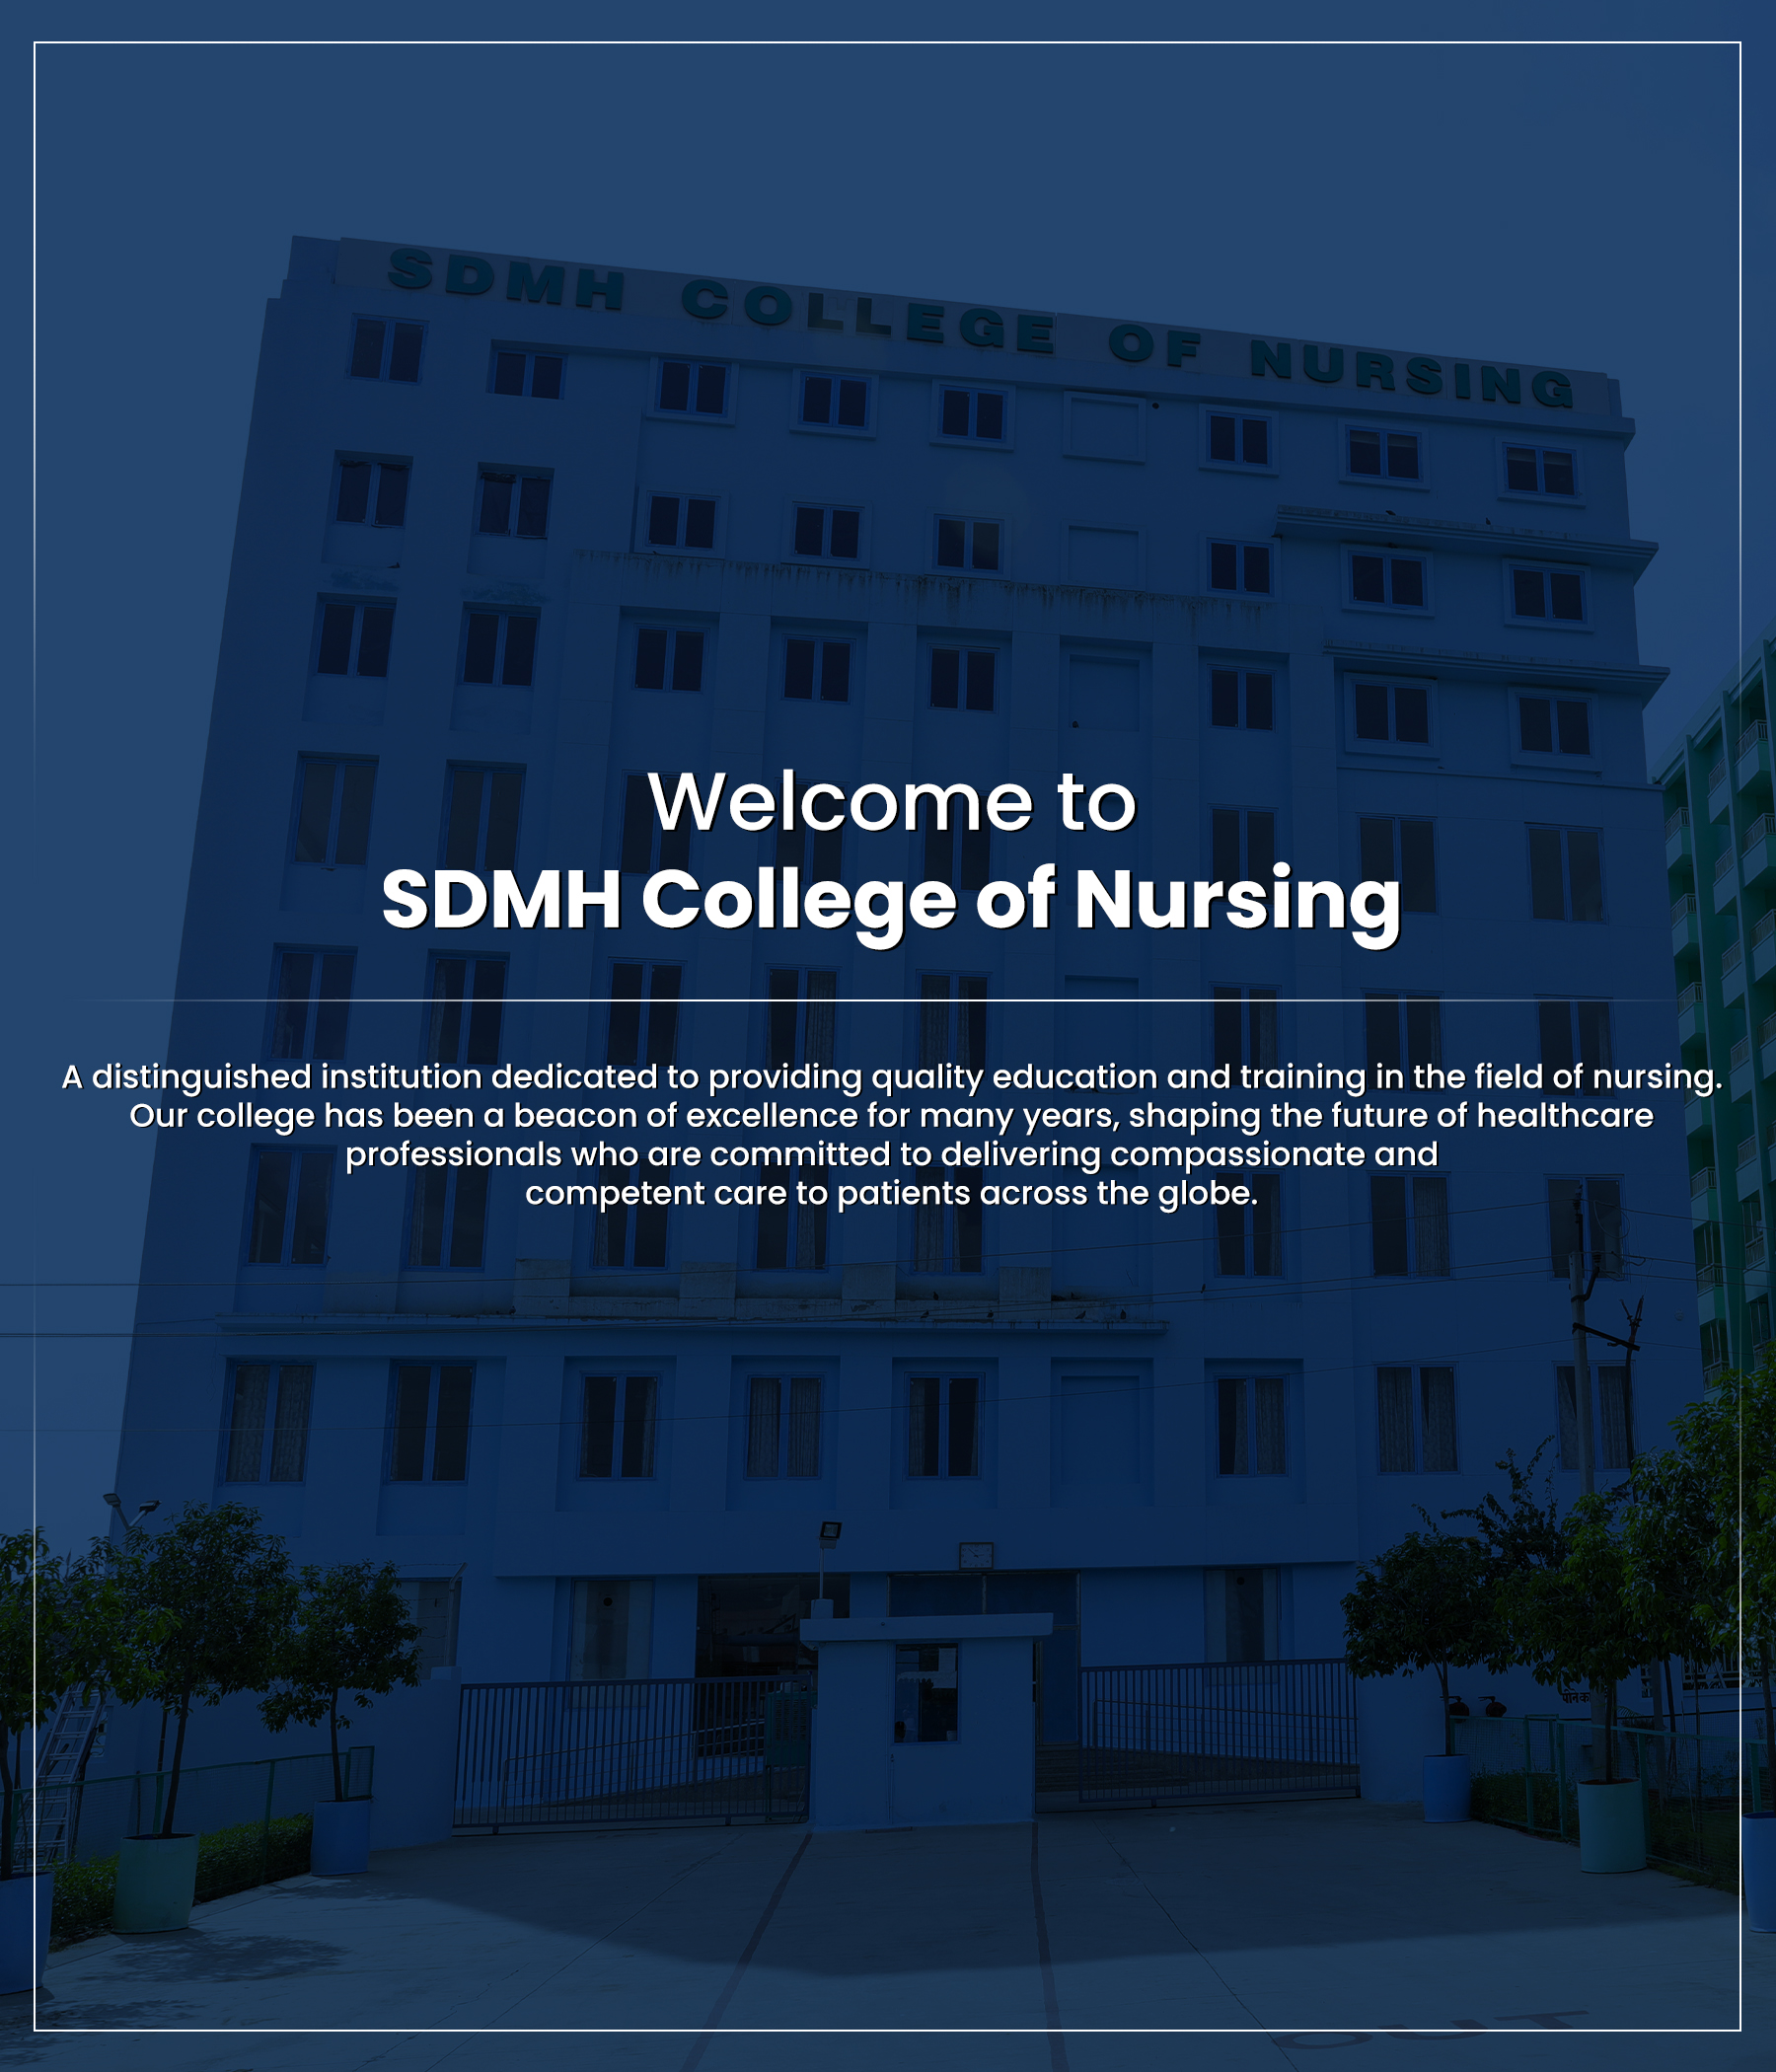 SDMH COLLEGE OF NURSING
Welcome to
SDMH College of Nursing
A distinguished institution dedicated to providing quality education and training in the field of nursing.
Our college has been a beacon of excellence for many years, shaping the future of healthcare
professionals who are committed to delivering compassionate and
competent care to patients across the globe.
OUT